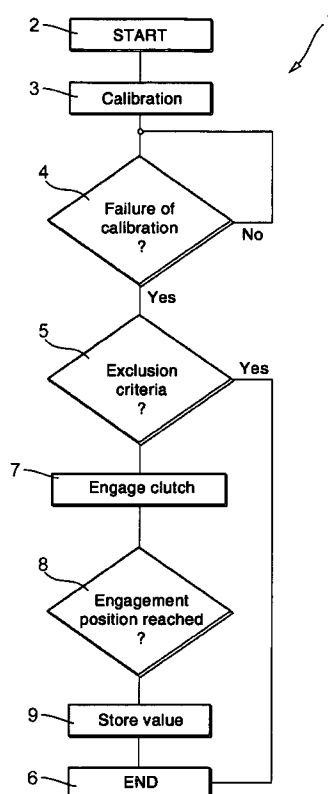 2
START
3
Calibration
4
Failure of
calibration
?
No
Yes
5
Exclusion
criteria
?
Yes
7
Engage clutch
8
Engagement
position reached
?
9
Store value
6
END